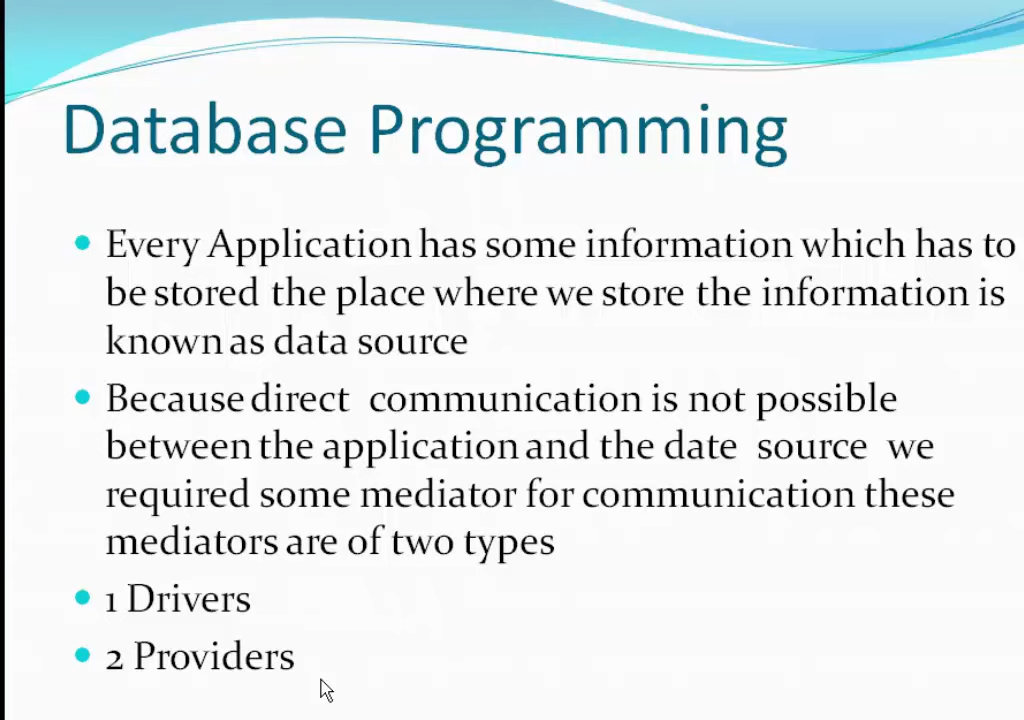 Database Programming
• Every Application has some information which has to
be stored the place where we store the information is
known as data source
• Because direct communication is not possible
between the application and the date source we
required some mediator for communication these
mediators are of two types
• 1 Drivers
• 2 Providers